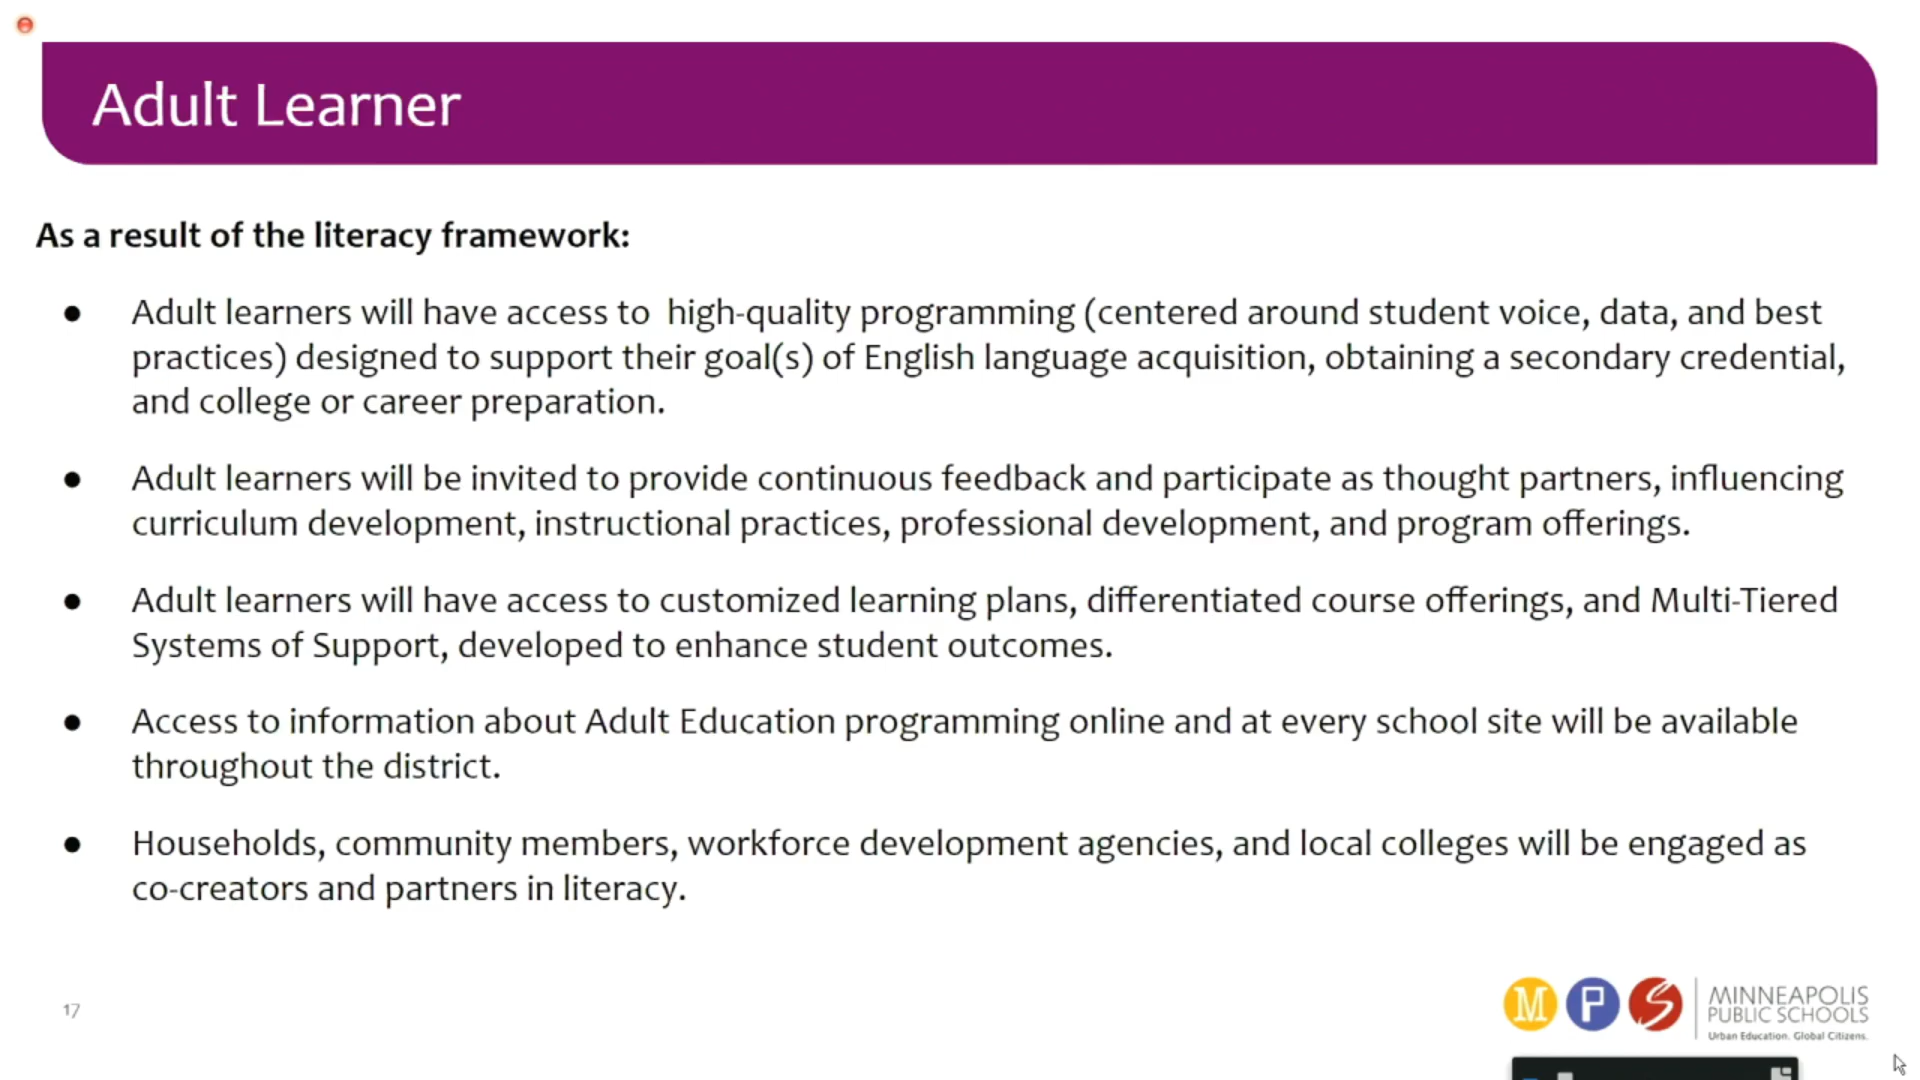 Adult Learner
As a result of the literacy framework:
● Adult learners will have access to  high-quality programming (centered around student voice, data, and best
practices) designed to support their goal(s) of English language acquisition, obtaining a secondary credential,
and college or career preparation.
● Adult learners will be invited to provide continuous feedback and participate as thought partners, influencing
curriculum development, instructional practices, professional development, and program offerings.
● Adult learners will have access to customized learning plans, differentiated course offerings, and Multi-Tiered
Systems of Support, developed to enhance student outcomes.
● Access to information about Adult Education programming online and at every school site will be available
throughout the district.
● Households, community members, workforce development agencies, and local colleges will be engaged as
co-creators and partners in literacy.
17
M P S
MINNEAPOLIS
PUBLIC SCHOOLS
Urban Education. Global Citizens.